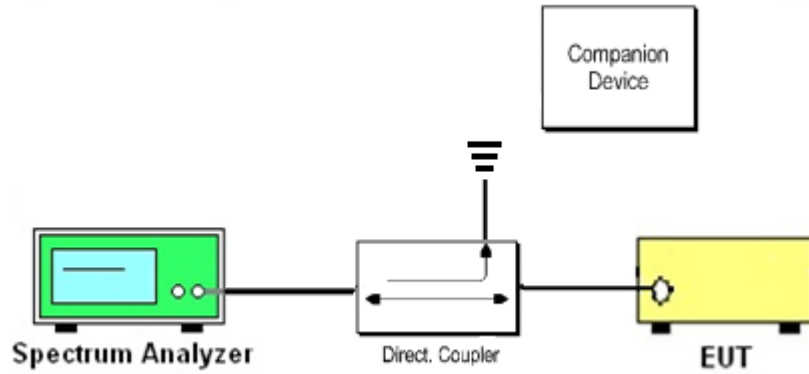 Companion
Device
Spectrum Analyzer
Direct. Coupler
EUT